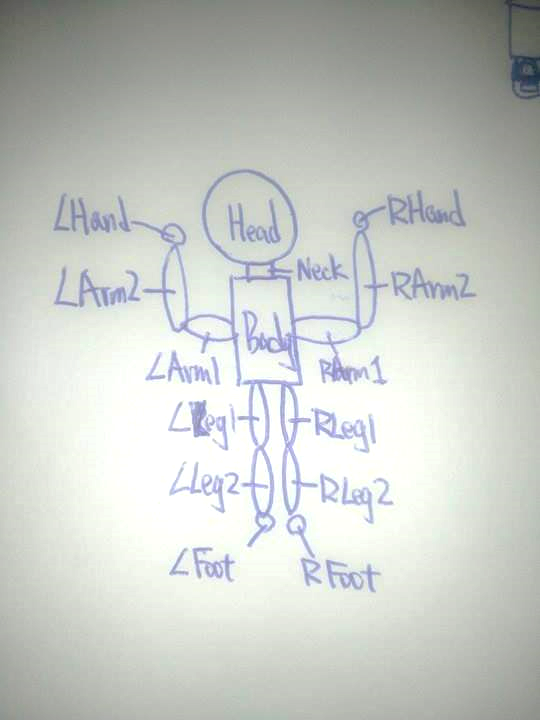 LHand
Head
RHand
Neck
LArm2
RArm2
Body
LArm1
RArm1
LLeg1
RLeg1
LLeg2
RLeg2
LFoot
RFoot